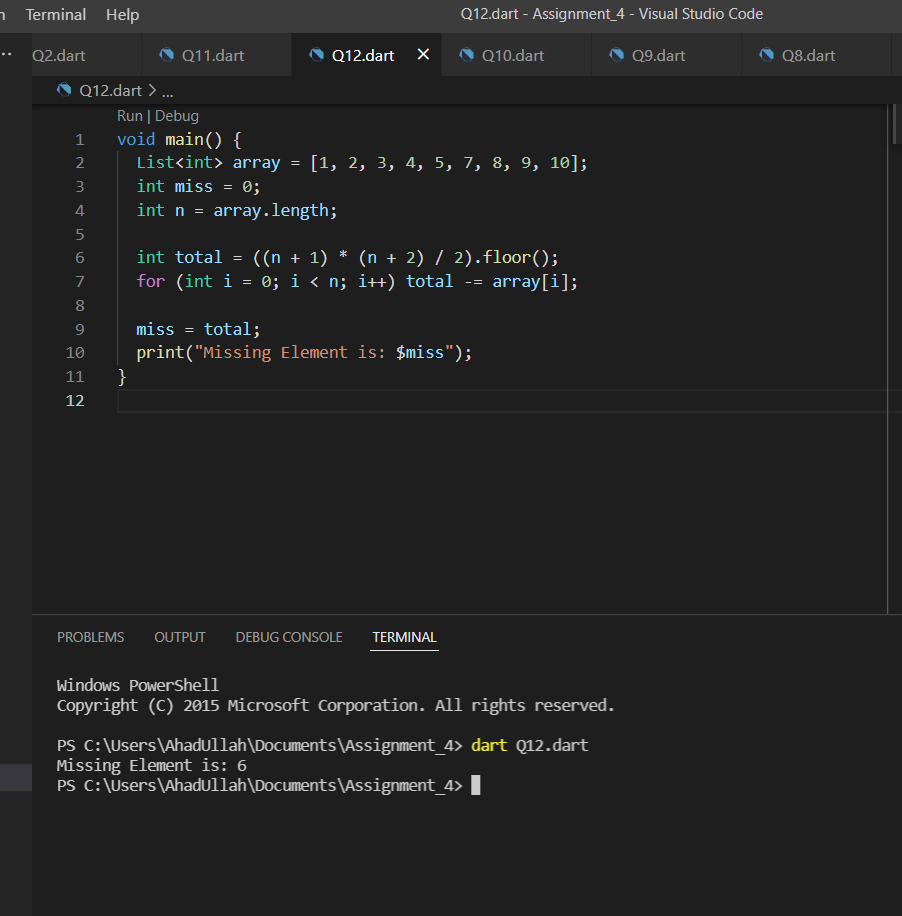 Terminal Help Q12.dart - Assignment_4 - Visual Studio Code
Q2.dart Q11.dart Q12.dart Q10.dart Q9.dart Q8.dart
Q12.dart > ...
Run | Debug
1 void main() {
2 List<int> array = [1, 2, 3, 4, 5, 7, 8, 9, 10];
3 int miss = 0;
4 int n = array.length;
5
6 int total = ((n + 1) * (n + 2) / 2).floor();
7 for (int i = 0; i < n; i++) total -= array[i];
8
9 miss = total;
10 print("Missing Element is: $miss");
11 }
12
PROBLEMS OUTPUT DEBUG CONSOLE TERMINAL
Windows PowerShell
Copyright (C) 2015 Microsoft Corporation. All rights reserved.
PS C:\Users\AhadUllah\Documents\Assignment_4> dart Q12.dart
Missing Element is: 6
PS C:\Users\AhadUllah\Documents\Assignment_4>